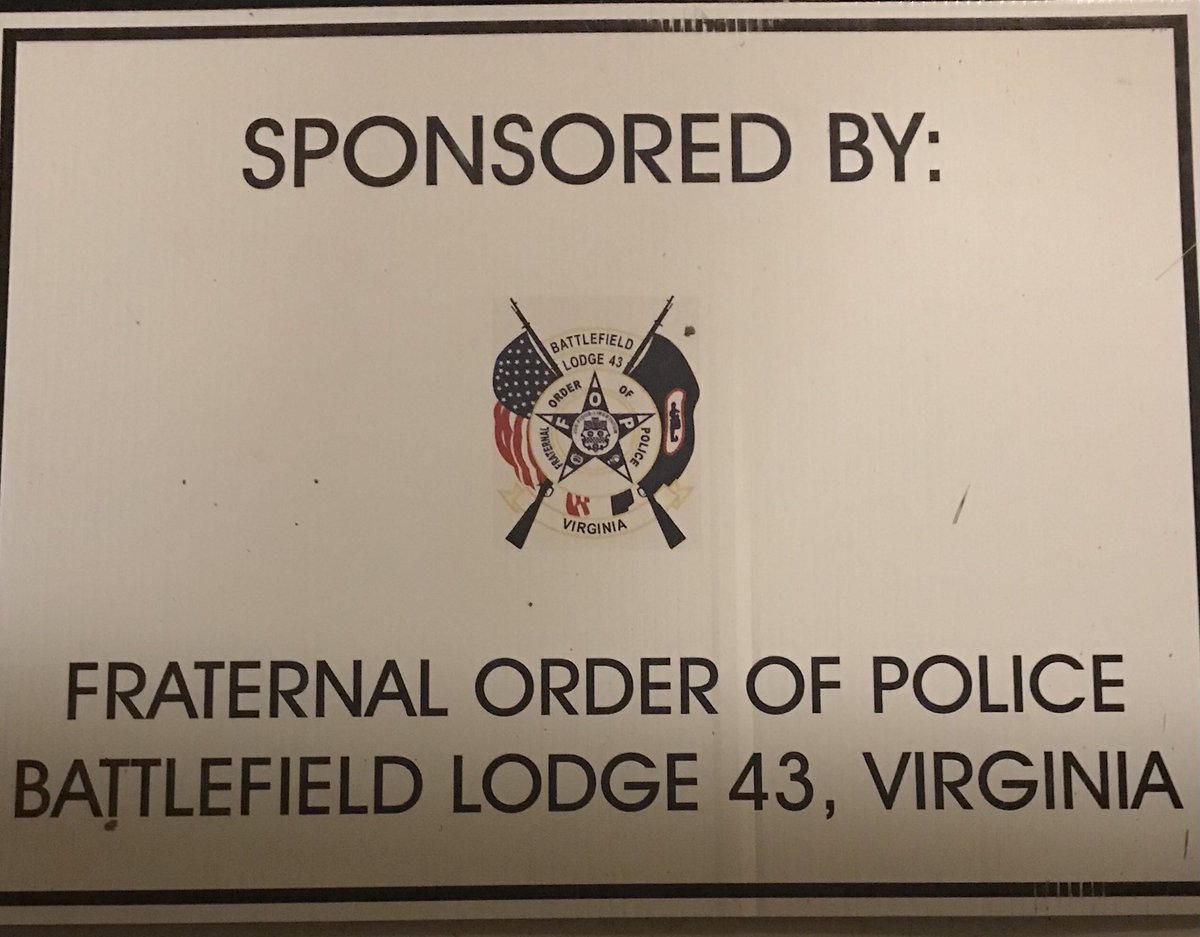 SPONSORED BY:
BATTLEFIELD
LODGE 43
FRATERNAL ORDER OF POLICE
F O P
VIRGINIA
FRATERNAL ORDER OF POLICE
BATTLEFIELD LODGE 43, VIRGINIA